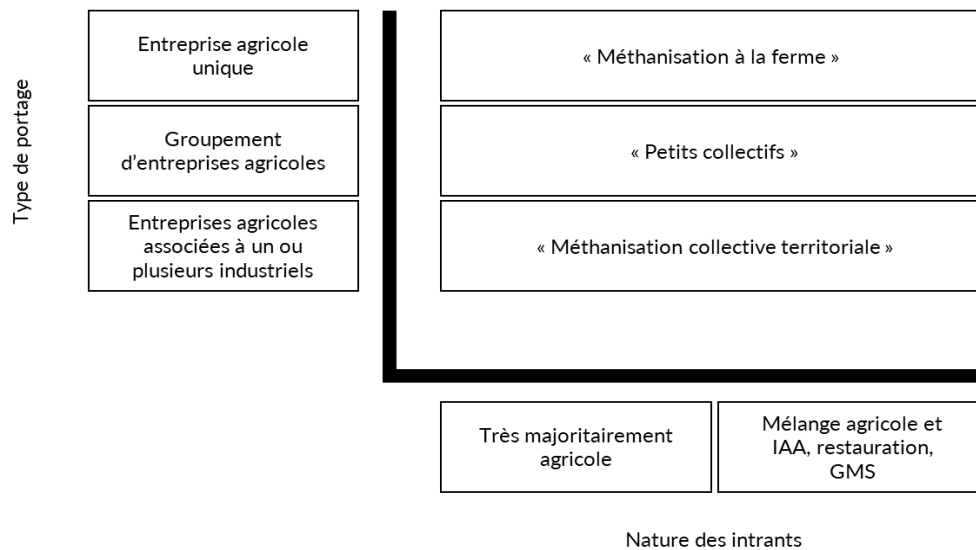 Type de portage
Entreprise agricole
unique
« Méthanisation à la ferme »
Groupement
d'entreprises agricoles
« Petits collectifs »
Entreprises agricoles
associées à un ou
plusieurs industriels
« Méthanisation collective territoriale »
Très majoritairement
agricole
Mélange agricole et
IAA, restauration,
GMS
Nature des intrants